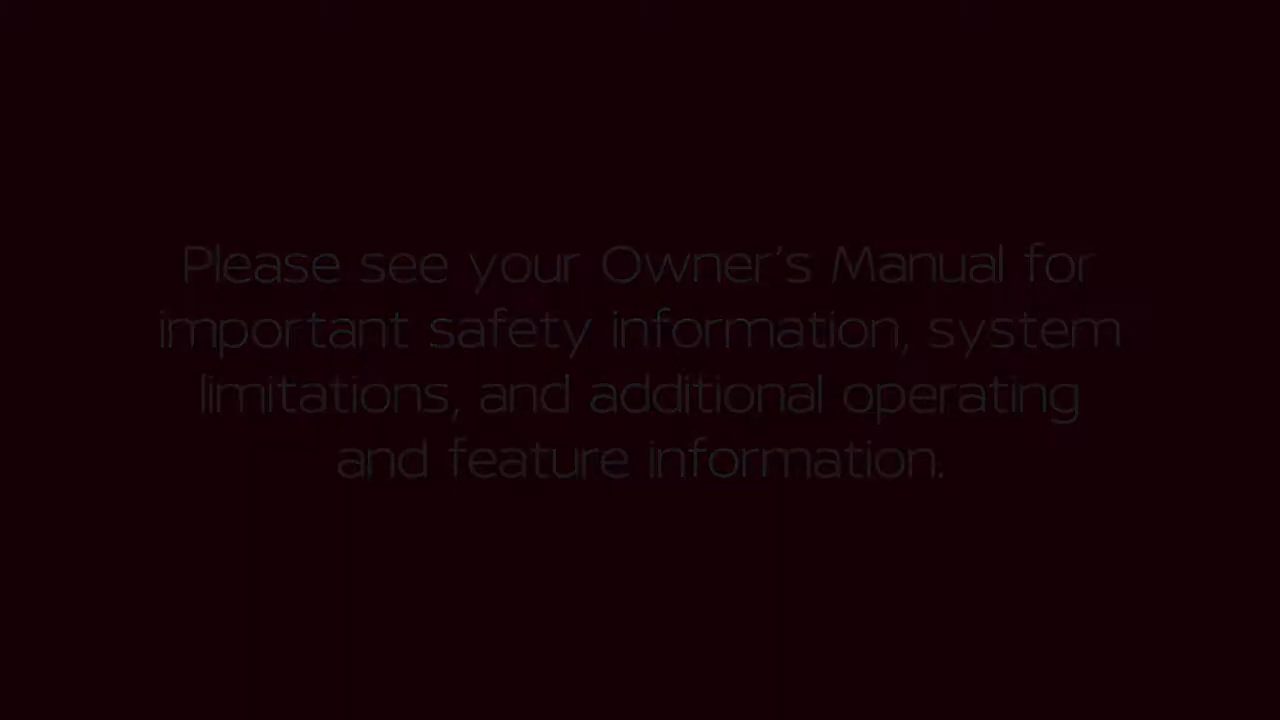 Please see your Owner's Manual for
important safety information, system
limitations, and additional operating
and feature information.